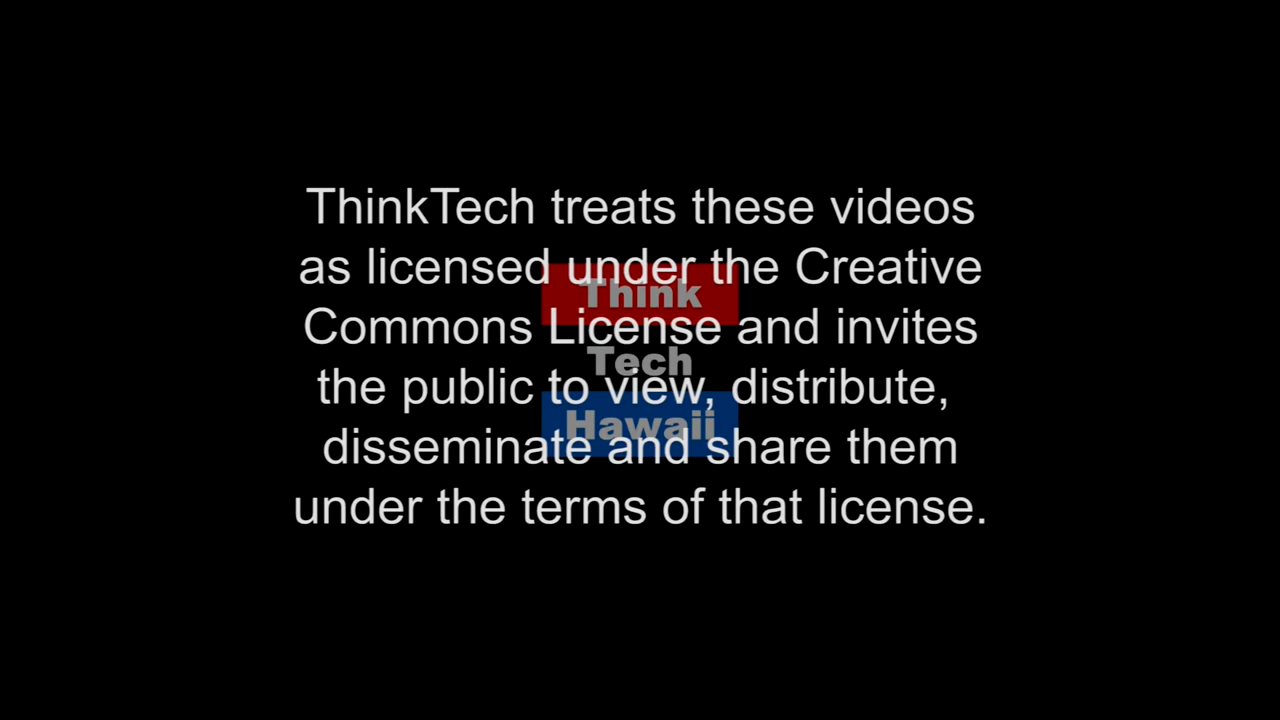 ThinkTech treats these videos
as licensed under the Creative
Commons License and invites
the public to view, distribute,
disseminate and share them
under the terms of that license.
Think
Tech
Hawaii